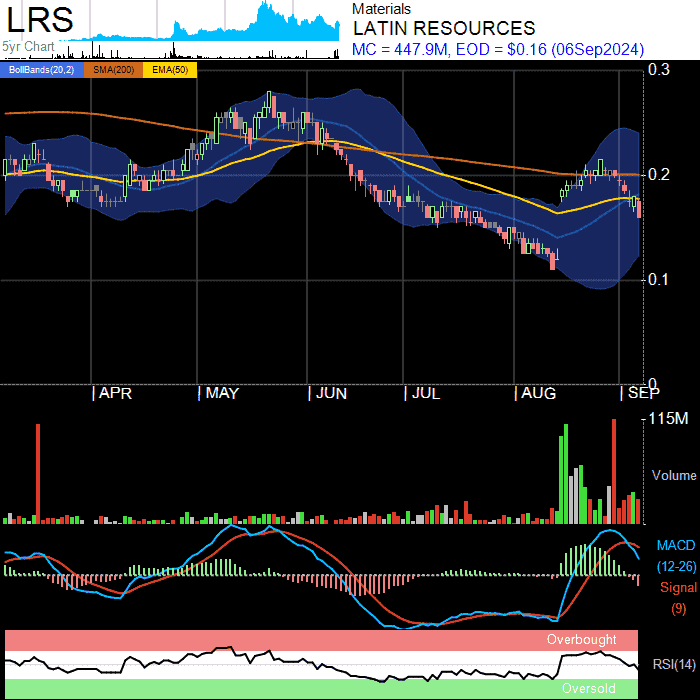 LRS
5yr Chart
Materials
LATIN RESOURCES
MC = 447.9M, EOD = $0.16 (06Sep2024)
BollBands(20,2) SMA(200) EMA(50)
0.3
0.2
0.1
0
APR MAY JUN JUL AUG SEP
115M
Volume
MACD
(12-26)
Signal
(9)
Overbought
RSI(14)
Oversold